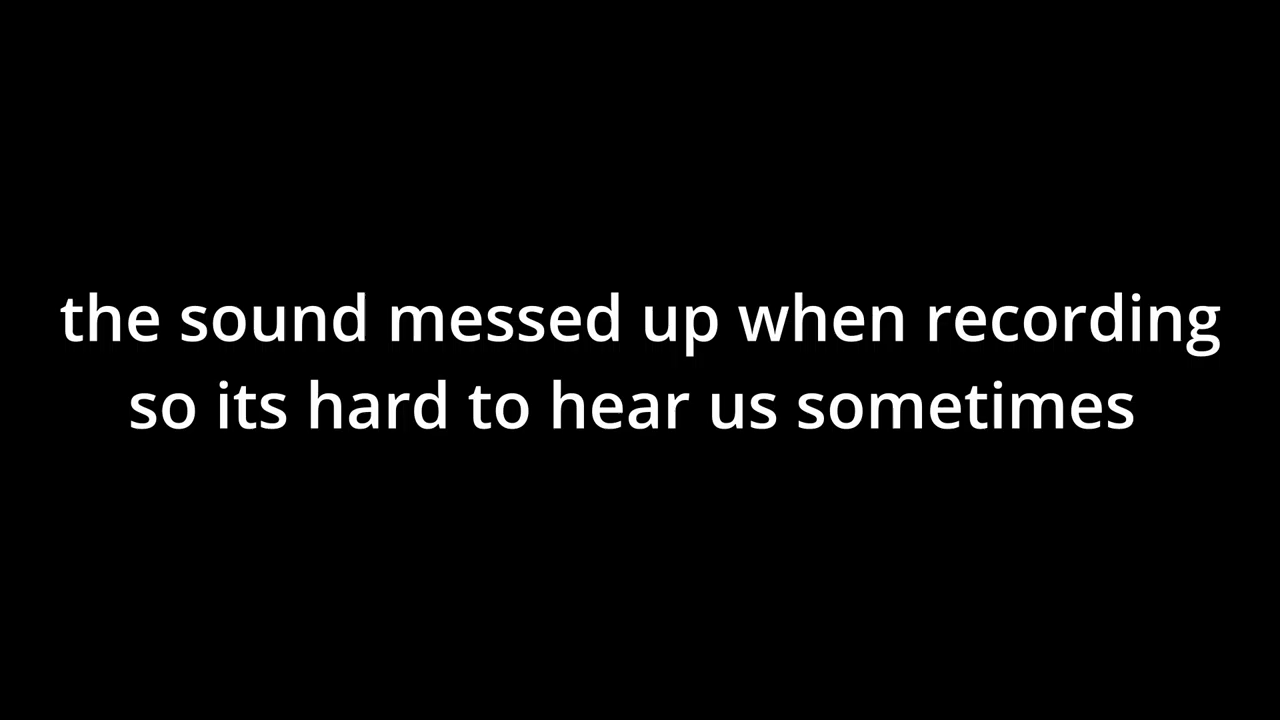 the sound messed up when recording
so its hard to hear us sometimes